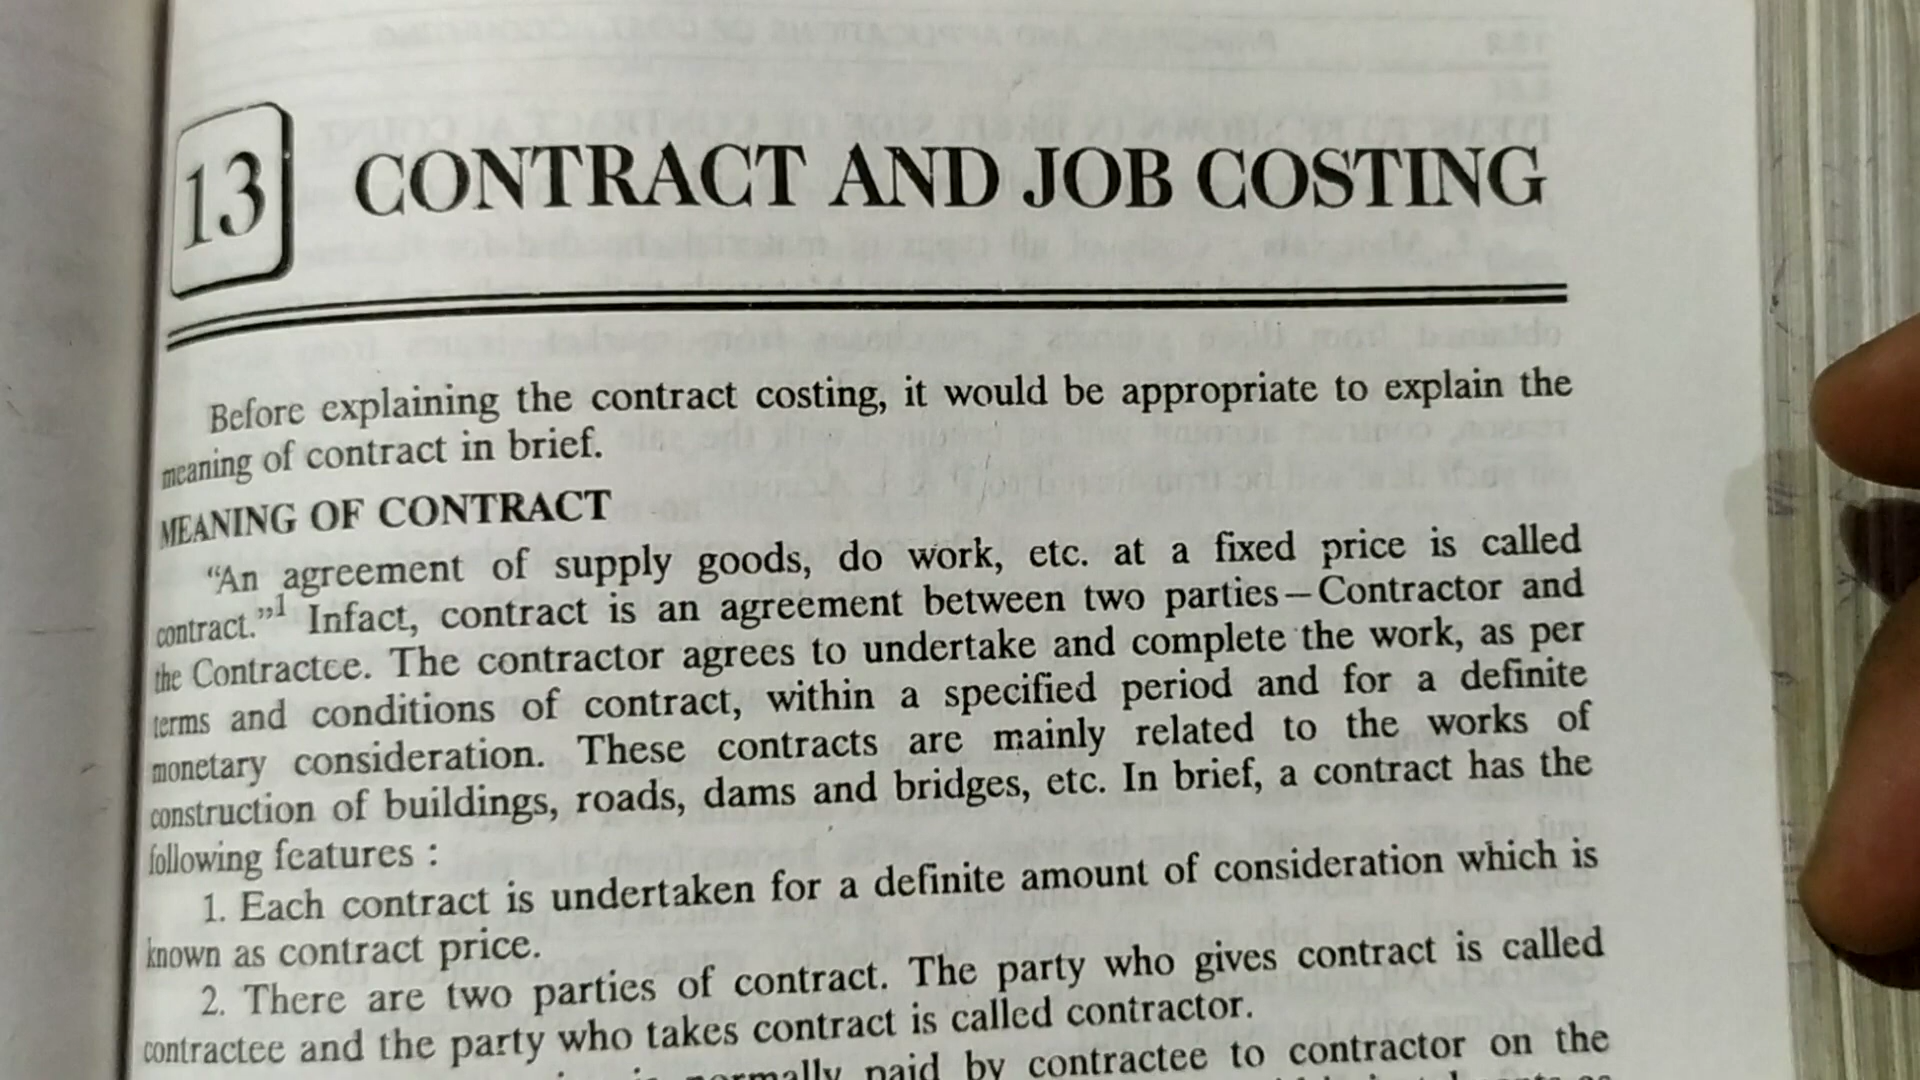 13
CONTRACT AND JOB COSTING
Before explaining the contract costing, it would be appropriate to explain the
meaning of contract in brief.
MEANING OF CONTRACT
“An agreement of supply goods, do work, etc. at a fixed price is called
contract.”1 Infact, contract is an agreement between two parties—Contractor and
the Contractee. The contractor agrees to undertake and complete the work, as per
terms and conditions of contract, within a specified period and for a definite
monetary consideration. These contracts are mainly related to the works of
construction of buildings, roads, dams and bridges, etc. In brief, a contract has the
following features :
1. Each contract is undertaken for a definite amount of consideration which is
known as contract price.
2. There are two parties of contract. The party who gives contract is called
contractee and the party who takes contract is called contractor.
normally paid by contractee to contractor on the